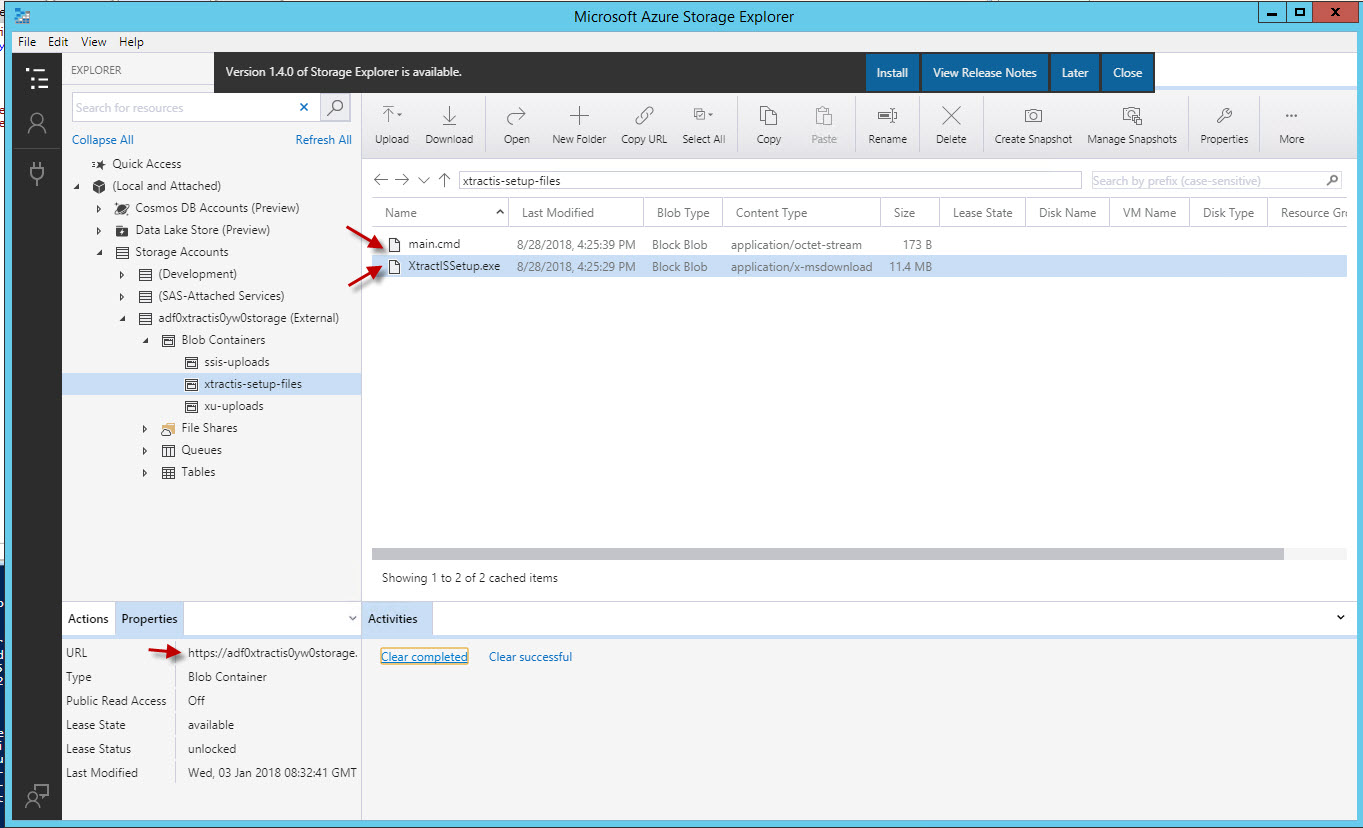 Microsoft Azure Storage Explorer
File Edit View Help
EXPLORER
Version 1.4.0 of Storage Explorer is available.
Install View Release Notes Later Close
Search for resources
Collapse All Refresh All
Quick Access
(Local and Attached)
Cosmos DB Accounts (Preview)
Data Lake Store (Preview)
Storage Accounts
(Development)
(SAS-Attached Services)
adf0xtractis0yw0storage (External)
Blob Containers
ssis-uploads
xtractis-setup-files
xu-uploads
File Shares
Queues
Tables
Upload Download Open New Folder Copy URL Select All Copy Paste Rename Delete Create Snapshot Manage Snapshots Properties More
xtractis-setup-files
Search by prefix (case-sensitive)
Name Last Modified Blob Type Content Type Size Lease State Disk Name VM Name Disk Type Resource Gro
main.cmd 8/28/2018, 4:25:39 PM Block Blob application/octet-stream 173 B
XtractISSetup.exe 8/28/2018, 4:25:29 PM Block Blob application/x-msdownload 11.4 MB
Showing 1 to 2 of 2 cached items
Actions Properties
URL https://adf0xtractis0yw0storage.
Type Blob Container
Public Read Access Off
Lease State available
Lease Status unlocked
Last Modified Wed, 03 Jan 2018 08:32:41 GMT
Activities
Clear completed Clear successful